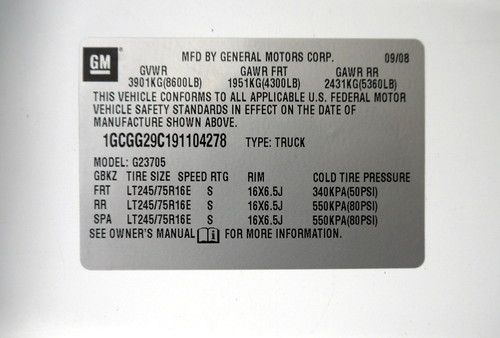 GM
MFD BY GENERAL MOTORS CORP. 09/08
GVWR GAWR FRT GAWR RR
3901KG(8600LB) 1951KG(4300LB) 2431KG(5360LB)
THIS VEHICLE CONFORMS TO ALL APPLICABLE U.S. FEDERAL MOTOR
VEHICLE SAFETY STANDARDS IN EFFECT ON THE DATE OF
MANUFACTURE SHOWN ABOVE.
1GCGG29C191104278 TYPE: TRUCK
MODEL: G23705
GBKZ TIRE SIZE SPEED RTG RIM COLD TIRE PRESSURE
FRT LT245/75R16E S 16X6.5J 340KPA(50PSI)
RR LT245/75R16E S 16X6.5J 550KPA(80PSI)
SPA LT245/75R16E S 16X6.5J 550KPA(80PSI)
SEE OWNER'S MANUAL FOR MORE INFORMATION.